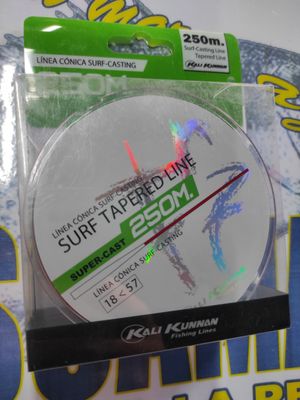 250m.
Surf-Casting Line
Tapered Line
LÍNEA CÓNICA SURF-CASTING
250M.
KALI KUNNAN
LÍNEA CÓNICA SURF-CASTING
SURF TAPERED LINE
SUPER-CAST 250M.
LÍNEA CÓNICA SURF-CASTING
18<57
KALI KUNNAN
Fishing Lines